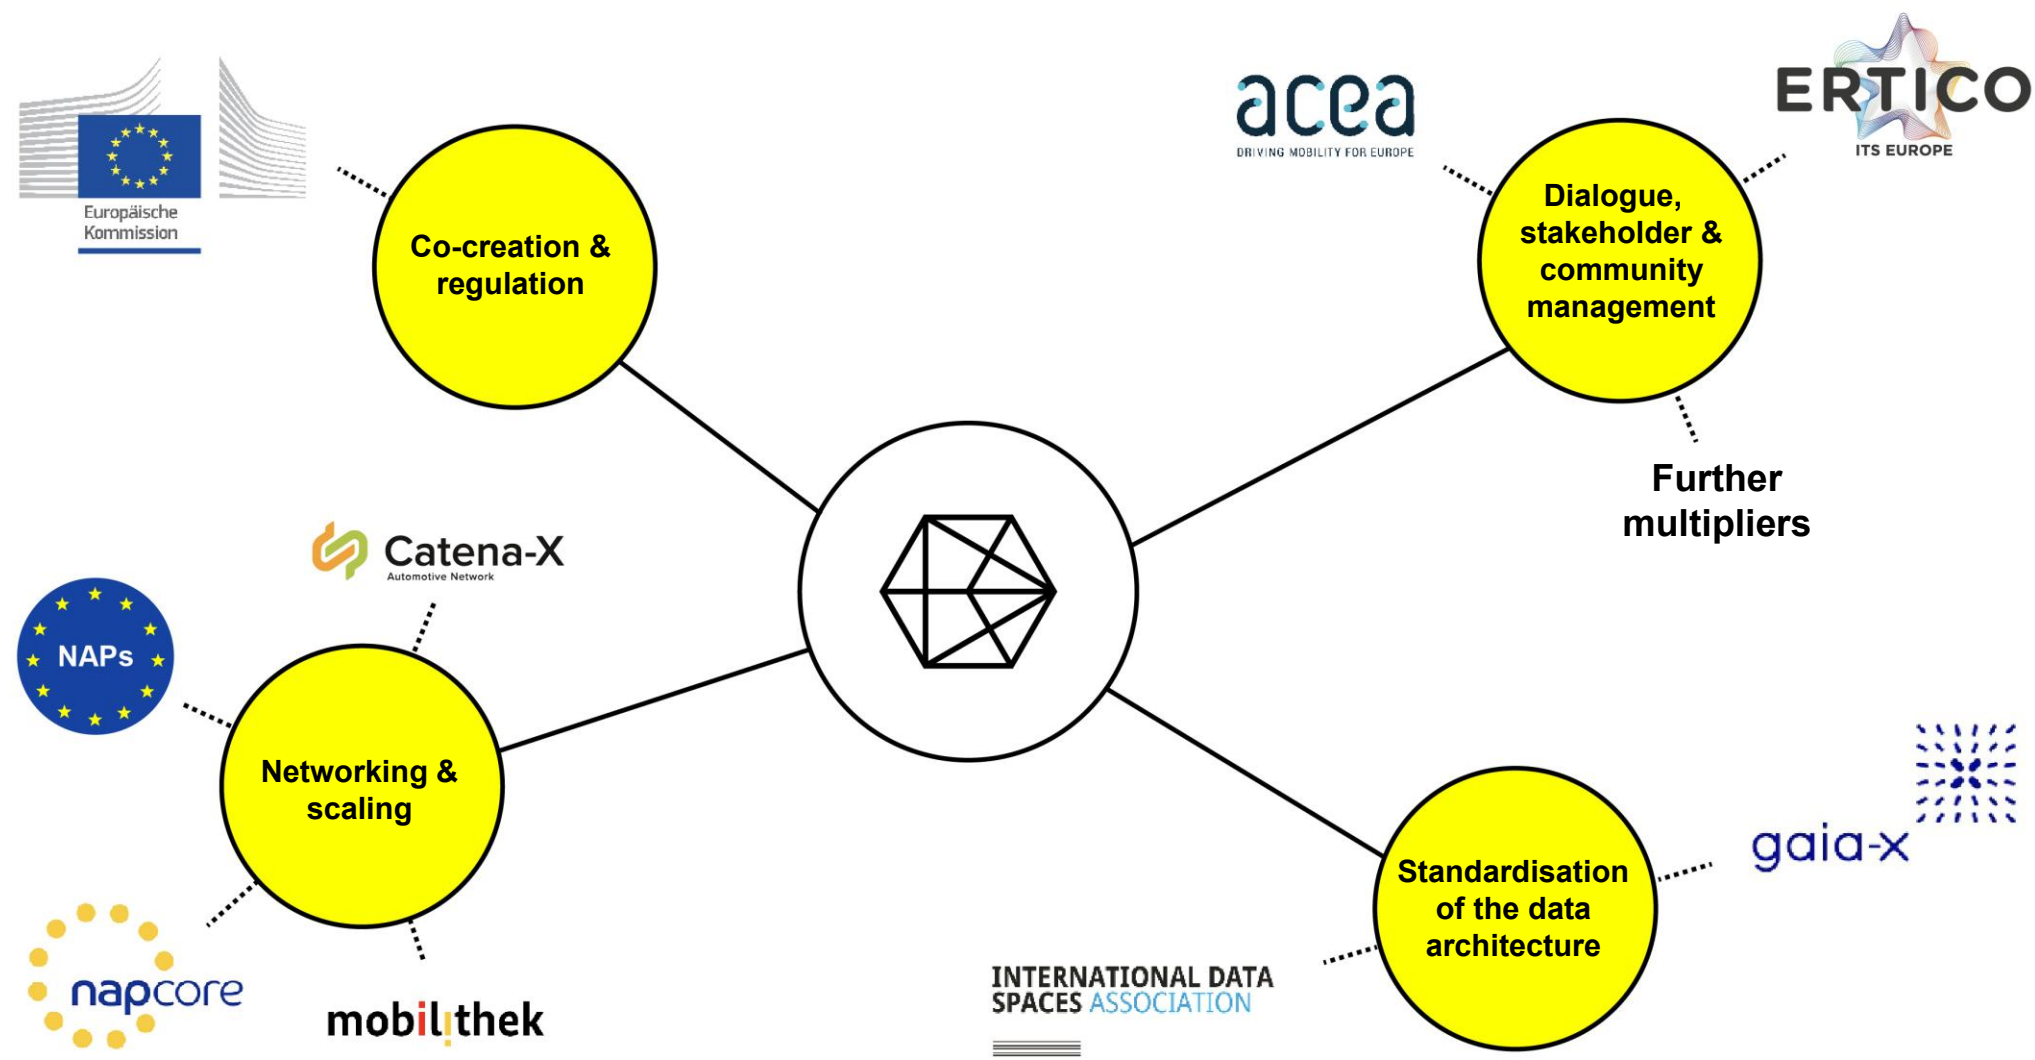 Europäische
Kommission
Co-creation &
regulation
acea
DRIVING MOBILITY FOR EUROPE
ERTICO
ITS EUROPE
Dialogue,
stakeholder &
community
management
Further
multipliers
Catena-X
Automotive Network
NAPs
Networking &
scaling
napcore
mobilithek
gaia-x
Standardisation
of the data
architecture
INTERNATIONAL DATA
SPACES ASSOCIATION